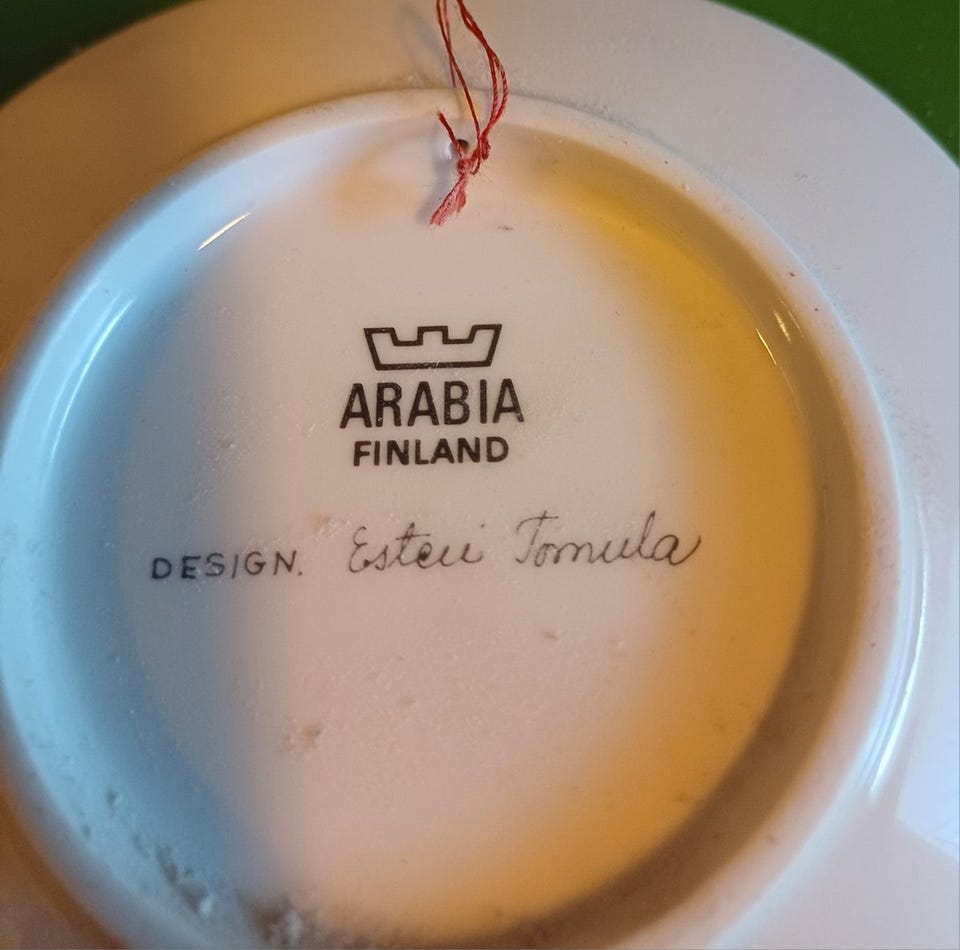 ARABIA
FINLAND
DESIGN. Esteri Tomula